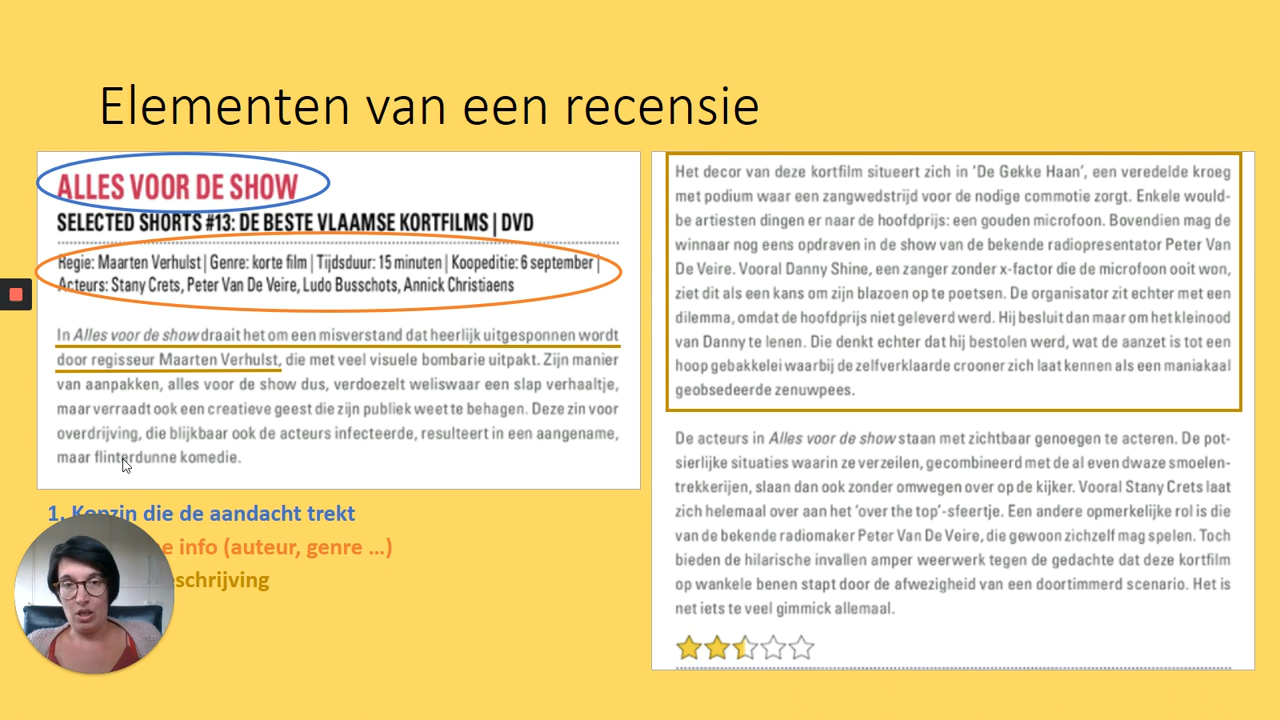 Elementen van een recensie
ALLES VOOR DE SHOW
SELECTED SHORTS #13: DE BESTE VLAAMSE KORTFILMS | DVD
Regie: Maarten Verhulst | Genre: korte film | Tijdsduur: 15 minuten | Koopeditie: 6 september |
Acteurs: Stany Crets, Peter Van De Veire, Ludo Busschots, Annick Christiaens
In Alles voor de show draait het om een misverstand dat heerlijk uitgesponnen wordt
door regisseur Maarten Verhulst, die met veel visuele bombarie uitpakt. Zijn manier
van aanpakken, alles voor de show dus, verdoezelt weliswaar een slap verhaaltje,
maar verraadt ook een creatieve geest die zijn publiek weet te behagen. Deze zin voor
overdrijving, die blijkbaar ook de acteurs infecteerde, resulteert in een aangename,
maar flinterdunne komedie.
1. Kopzin die de aandacht trekt
info (auteur, genre ...)
Het decor van deze kortfilm situeert zich in 'De Gekke Haan', een veredelde kroeg
met podium waar een zangwedstrijd voor de nodige commotie zorgt. Enkele would-
be artiesten dingen er naar de hoofdprijs: een gouden microfoon. Bovendien mag de
winnaar nog eens opdraven in de show van de bekende radiopresentator Peter Van
De Veire. Vooral Danny Shine, een zanger zonder x-factor die de microfoon ooit won,
ziet dit als een kans om zijn blazoen op te poetsen. De organisator zit echter met een
dilemma, omdat de hoofdprijs niet geleverd werd. Hij besluit dan maar om het kleinood
van Danny te lenen. Die denkt echter dat hij bestolen werd, wat de aanzet is tot een
hoop gebakkelei waarbij de zelfverklaarde crooner zich laat kennen als een maniakaal
geobsedeerde zenuwpees.
De acteurs in Alles voor de show staan met zichtbaar genoegen te acteren. De pot-
sierlijke situaties waarin ze verzeilen, gecombineerd met de al even dwaze smoelen-
trekkerijen, slaan dan ook zonder omwegen over op de kijker. Vooral Stany Crets laat
zich helemaal over aan het 'over the top'-sfeertje. Een andere opmerkelijke rol is die
van de bekende radiomaker Peter Van De Veire, die gewoon zichzelf mag spelen. Toch
bieden de hilarische invallen amper weerwerk tegen de gedachte dat deze kortfilm
op wankele benen stapt door de afwezigheid van een doortimmerd scenario. Het is
net iets te veel gimmick allemaal.